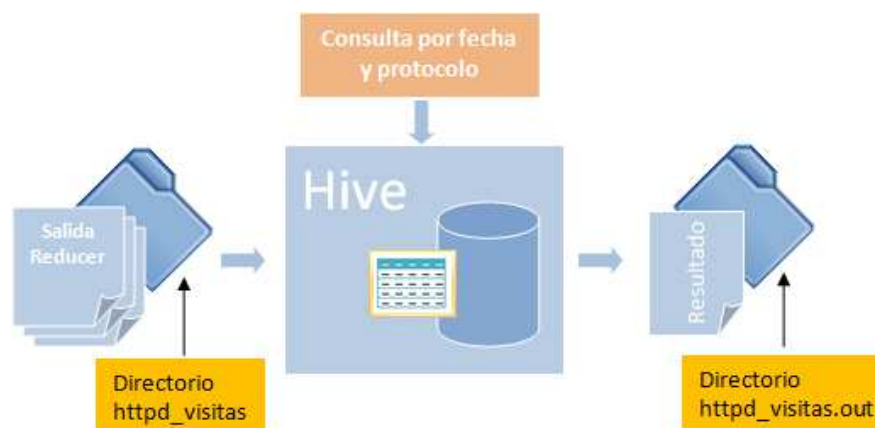 Consulta por fecha
y protocolo
Hive
Salida
Reducer
Resultado
Directorio
httpd_visitas
Directorio
httpd_visitas.out